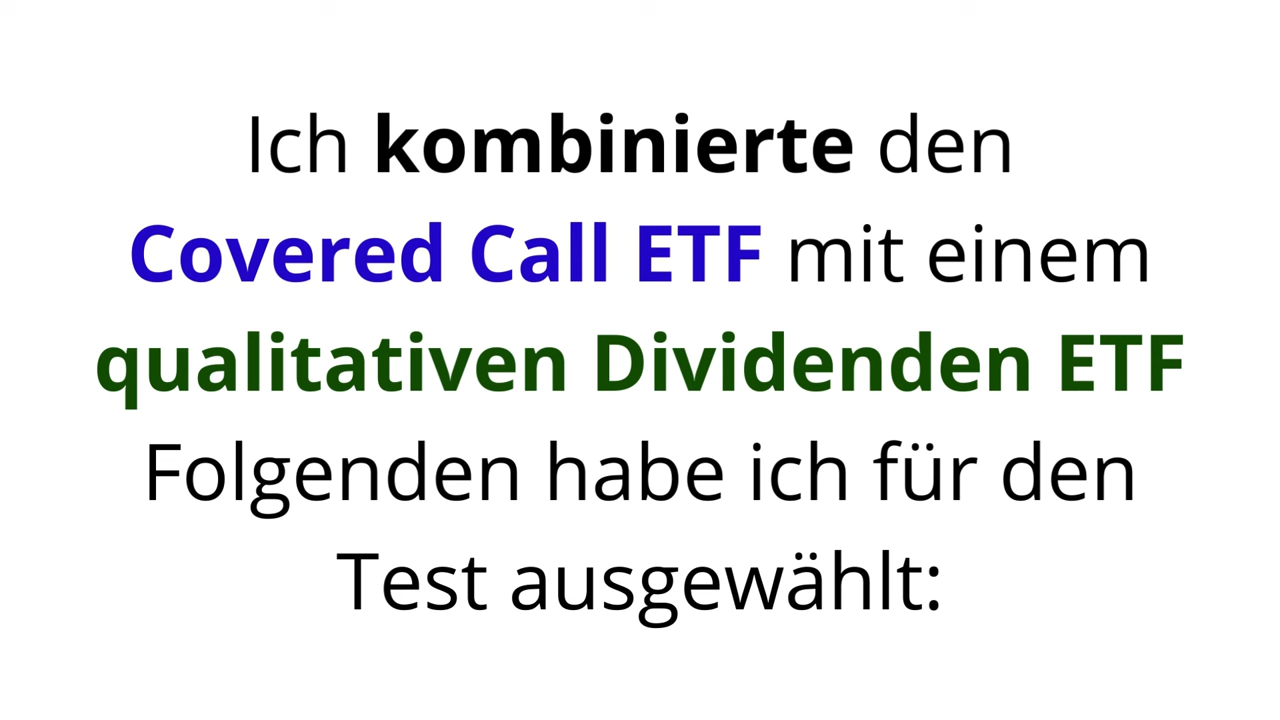 Ich kombinierte den
Covered Call ETF mit einem
qualitativen Dividenden ETF
Folgenden habe ich für den
Test ausgewählt: